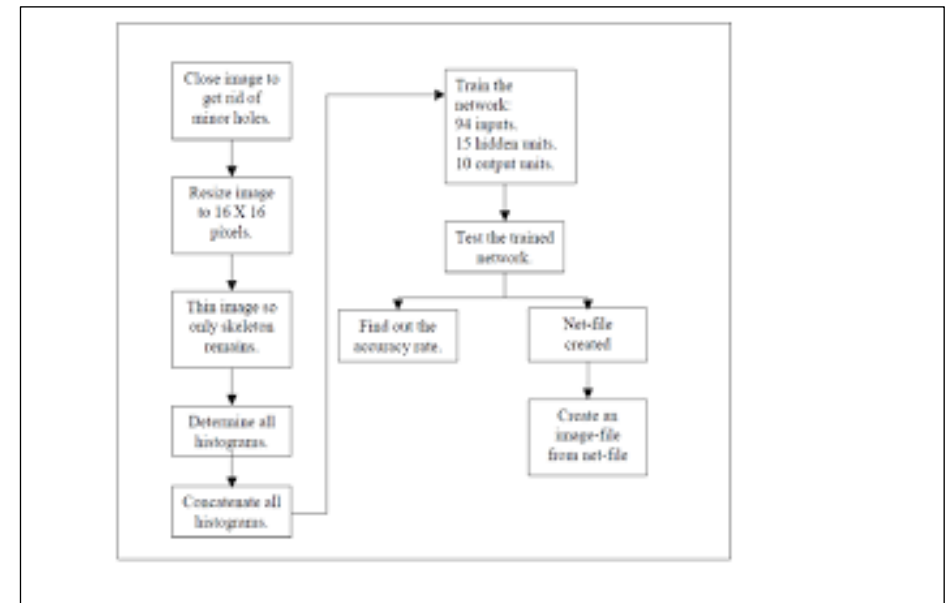 Close image to
get rid of
minor holes.
Resize image
to 16 X 16
pixels.
Thin image so
only skeleton
remains.
Determine all
histograms.
Concatenate all
histograms.
Train the
network:
94 inputs.
15 hidden units.
10 output units.
Test the trained
network.
Find out the
accuracy rate.
Net-file
created
Create an
image-file
from net-file